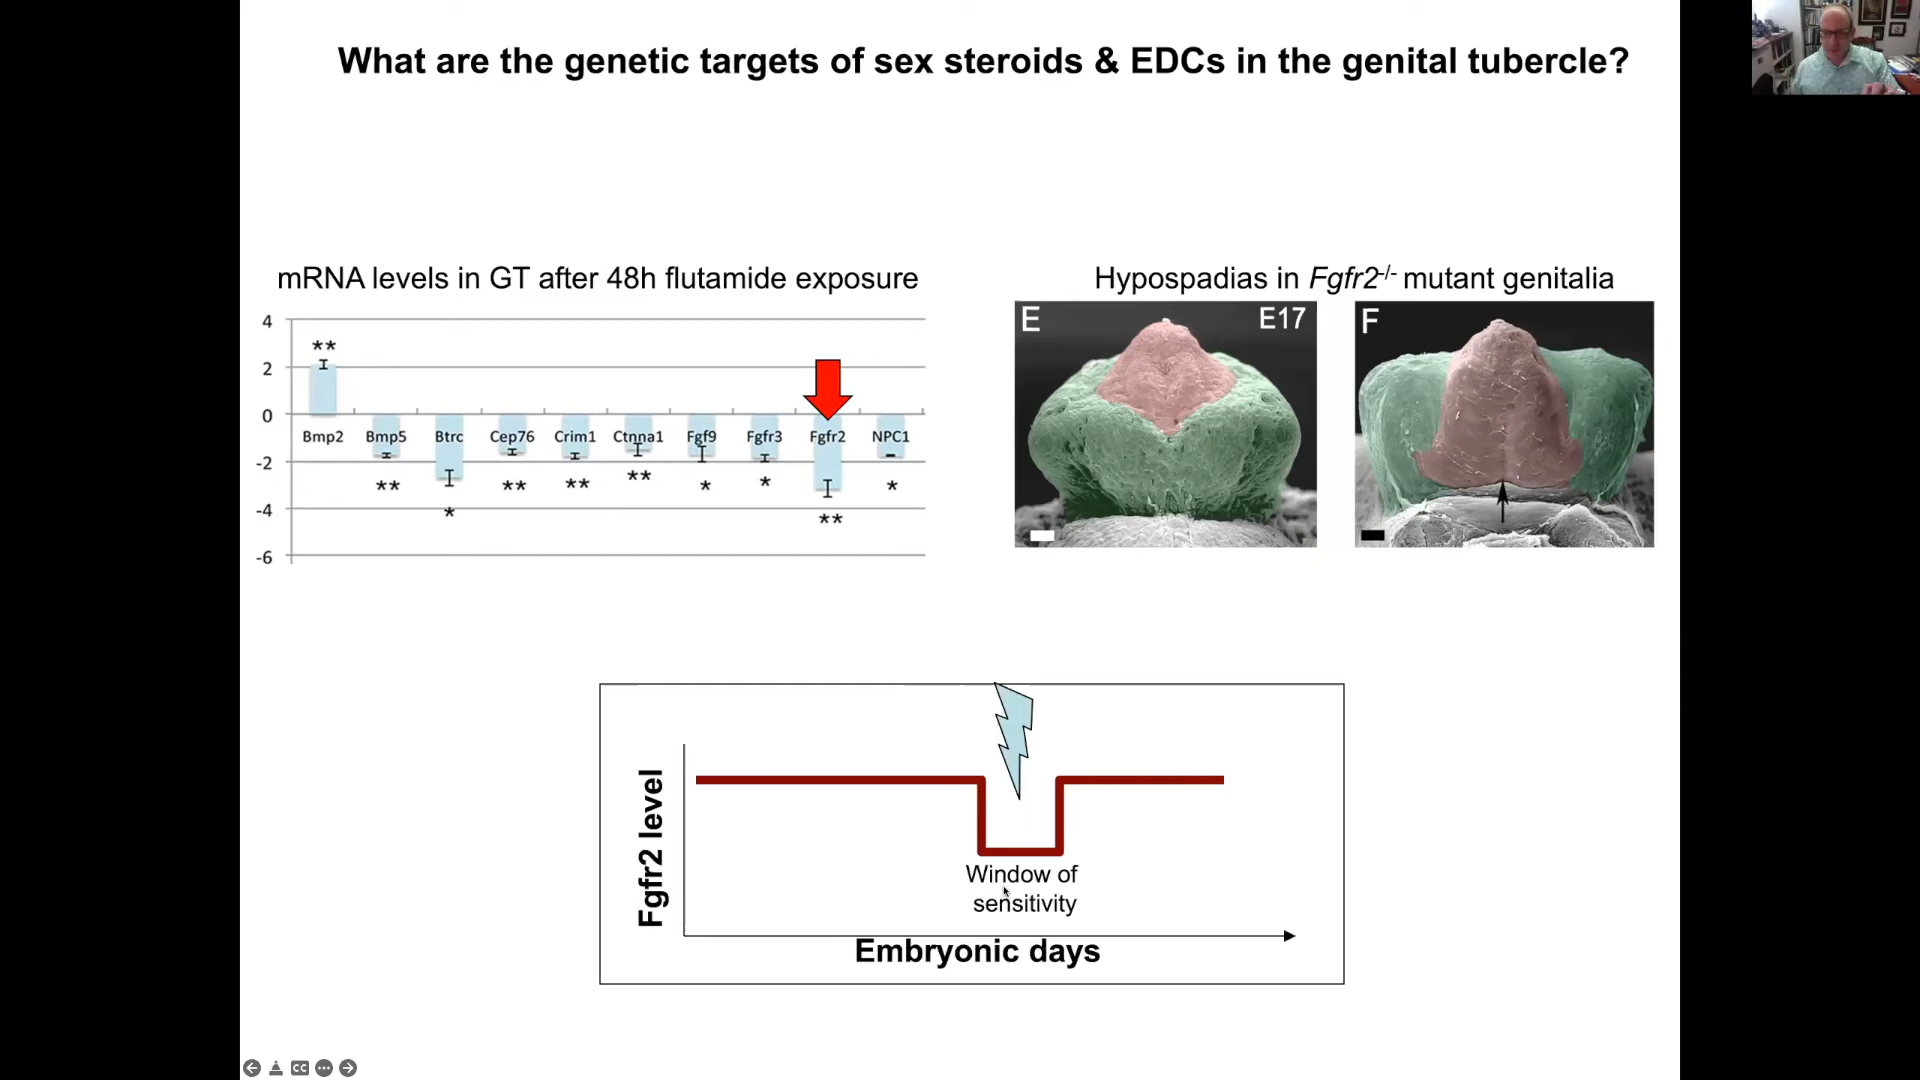 What are the genetic targets of sex steroids & EDCs in the genital tubercle?
mRNA levels in GT after 48h flutamide exposure
4
2
0
-2
-4
-6
**
Bmp2 Bmp5 Btrc Cep76 Crim1 Ctnna1 Fgf9 Fgfr3 Fgfr2 NPC1
** * ** ** ** * * ** *
Hypospadias in Fgfr2-/- mutant genitalia
E E17
F
Fgfr2 level
Window of
sensitivity
Embryonic days
CC